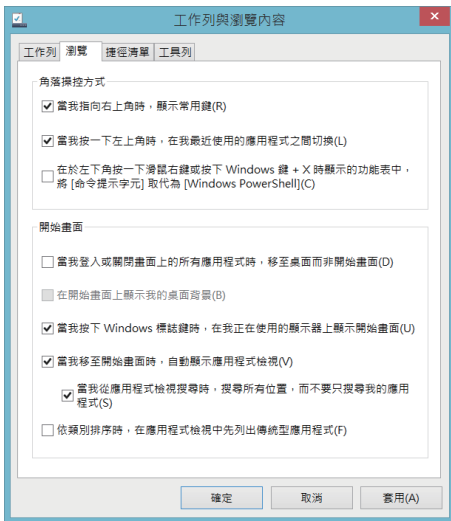 工作列與瀏覽內容
工作列 瀏覽 捷徑清單 工具列
角落操控方式
當我指向右上角時，顯示常用鍵(R)
當我按一下左上角時，在我最近使用的應用程式之間切換(L)
在於左下角按一下滑鼠右鍵或按下 Windows 鍵 + X 時顯示的功能表中，
將 [命令提示字元] 取代為 [Windows PowerShell](C)
開始畫面
當我登入或關閉畫面上的所有應用程式時，移至桌面而非開始畫面(D)
在開始畫面上顯示我的桌面背景(B)
當我按下 Windows 標誌鍵時，在我正在使用的顯示器上顯示開始畫面(U)
當我移至開始畫面時，自動顯示應用程式檢視(V)
當我從應用程式檢視搜尋時，搜尋所有位置，而不要只搜尋我的應用
程式(S)
依類別排序時，在應用程式檢視中先列出傳統型應用程式(F)
確定 取消 套用(A)